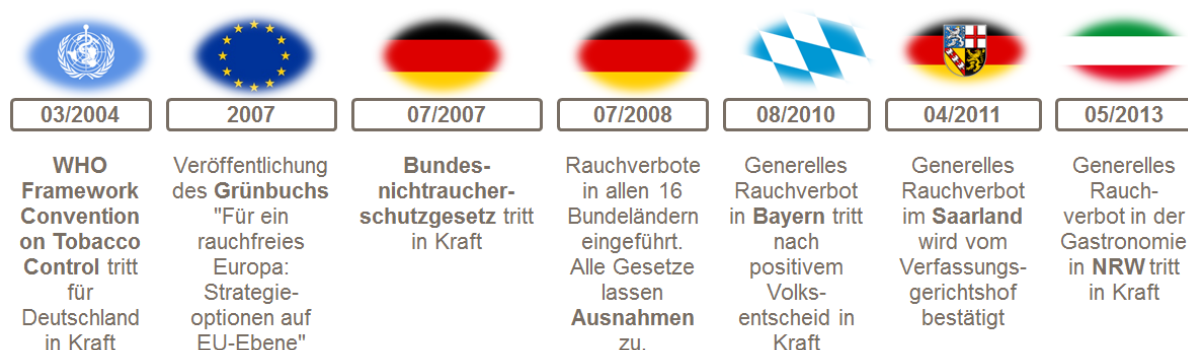 03/2004
WHO
Framework
Convention
on Tobacco
Control tritt
für
Deutschland
in Kraft
2007
Veröffentlichung
des Grünbuchs
"Für ein
rauchfreies
Europa:
Strategie-
optionen auf
EU-Ebene"
07/2007
Bundes-
nichtraucher-
schutzgesetz tritt
in Kraft
07/2008
Rauchverbote
in allen 16
Bundeländern
eingeführt.
Alle Gesetze
lassen
Ausnahmen
zu.
08/2010
Generelles
Rauchverbot
in Bayern tritt
nach
positivem
Volks-
entscheid in
Kraft
04/2011
Generelles
Rauchverbot
im Saarland
wird vom
Verfassungs-
gerichtshof
bestätigt
05/2013
Generelles
Rauch-
verbot in der
Gastronomie
in NRW tritt
in Kraft